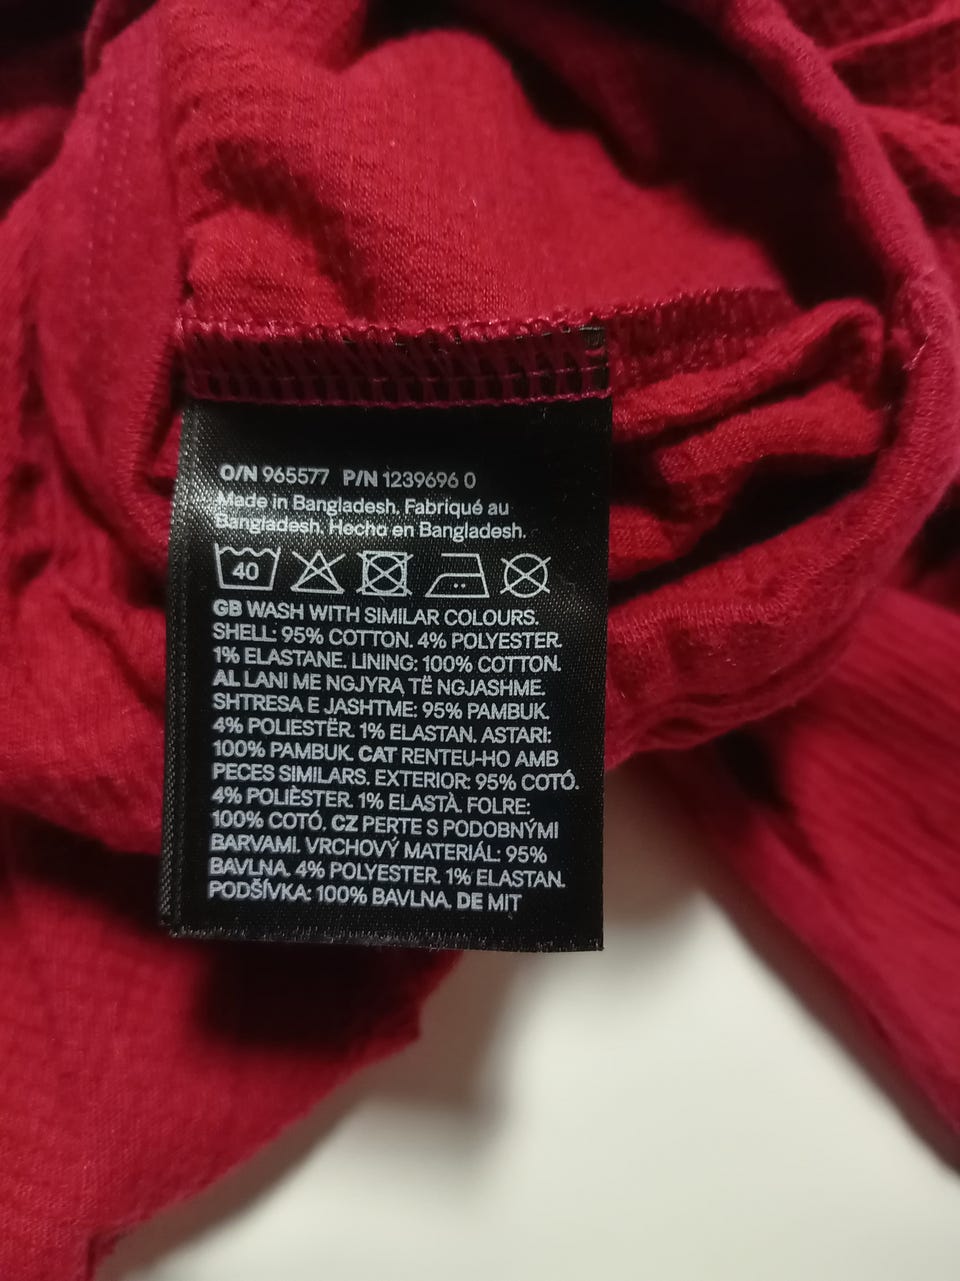 O/N 965577 P/N 1239696 0
Made in Bangladesh. Fabriqué au
Bangladesh. Hecho en Bangladesh.
40
GB WASH WITH SIMILAR COLOURS.
SHELL: 95% COTTON. 4% POLYESTER.
1% ELASTANE. LINING: 100% COTTON.
AL LANI ME NGJYRA TË NGJASHME.
SHTRESA E JASHTME: 95% PAMBUK.
4% POLIESTËR. 1% ELASTAN. ASTARI:
100% PAMBUK. CAT RENTEU-HO AMB
PECES SIMILARS. EXTERIOR: 95% COTÓ.
4% POLIÈSTER. 1% ELASTÀ. FOLRE:
100% COTÓ. CZ PERTE S PODOBNÝMI
BARVAMI. VRCHOVÝ MATERIÁL: 95%
BAVLNA. 4% POLYESTER. 1% ELASTAN.
PODŠÍVKA: 100% BAVLNA. DE MIT